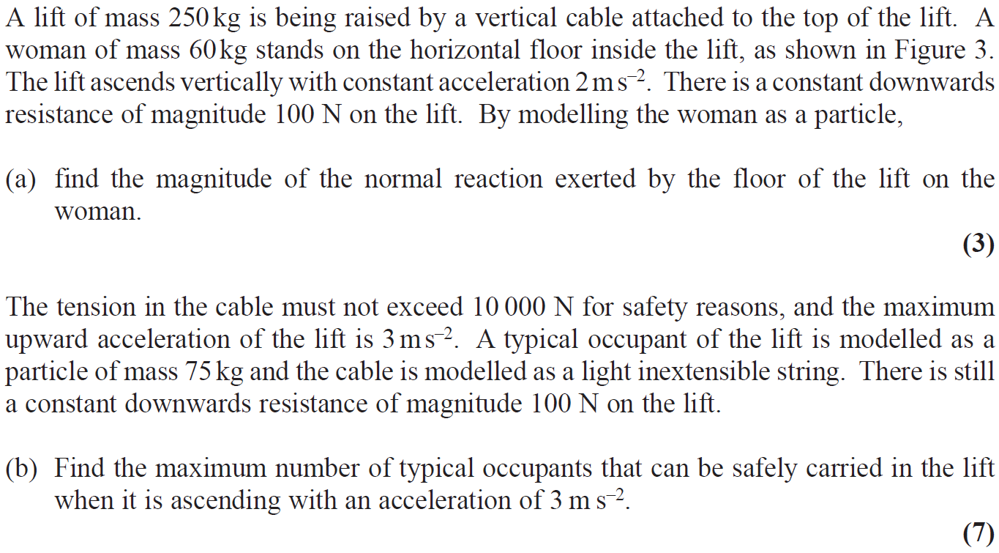 A lift of mass 250 kg is being raised by a vertical cable attached to the top of the lift. A
woman of mass 60 kg stands on the horizontal floor inside the lift, as shown in Figure 3.
The lift ascends vertically with constant acceleration 2 m s⁻². There is a constant downwards
resistance of magnitude 100 N on the lift. By modelling the woman as a particle,
(a) find the magnitude of the normal reaction exerted by the floor of the lift on the
woman.
(3)
The tension in the cable must not exceed 10 000 N for safety reasons, and the maximum
upward acceleration of the lift is 3 m s⁻². A typical occupant of the lift is modelled as a
particle of mass 75 kg and the cable is modelled as a light inextensible string. There is still
a constant downwards resistance of magnitude 100 N on the lift.
(b) Find the maximum number of typical occupants that can be safely carried in the lift
when it is ascending with an acceleration of 3 m s⁻².
(7)